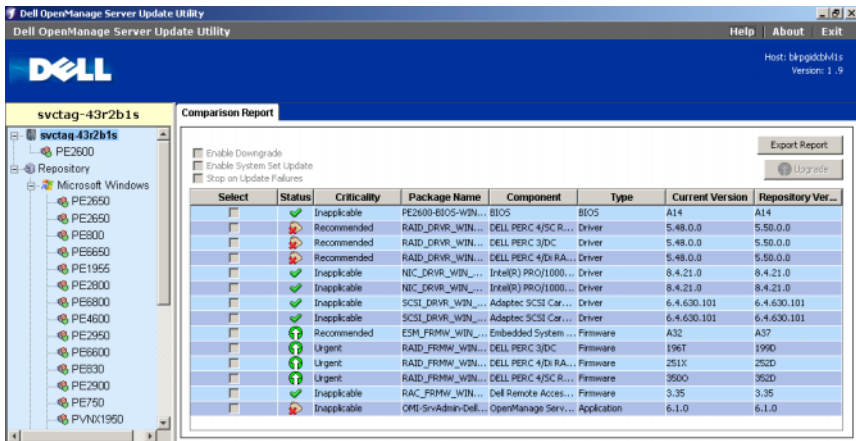 Dell OpenManage Server Update Utility
Dell OpenManage Server Update Utility Help About Exit
DELL
Host: blrpgidcblvl1s
Version: 1 .9
svctag-43r2b1s
Comparison Report
svctag-43r2b1s
PE2600
Repository
Microsoft Windows
PE2650
PE2650
PE800
PE6650
PE1955
PE2800
PE6800
PE4600
PE2950
PE6600
PE830
PE2900
PE750
PVNX1950
Enable Downgrade
Enable System Set Update
Stop on Update Failures
Export Report
Upgrade
Select Status Criticality Package Name Component Type Current Version Repository Ver...
Inapplicable PE2600-BIOS-WIN... BIOS BIOS A14 A14
Recommended RAID_DRVR_WIN... DELL PERC 4/SC R... Driver 5.48.0.0 5.50.0.0
Recommended RAID_DRVR_WIN... DELL PERC 3/DC Driver 5.48.0.0 5.50.0.0
Recommended RAID_DRVR_WIN... DELL PERC 4/Di RA... Driver 5.48.0.0 5.50.0.0
Inapplicable NIC_DRVR_WIN_... Intel(R) PRO/1000... Driver 8.4.21.0 8.4.21.0
Inapplicable NIC_DRVR_WIN_... Intel(R) PRO/1000... Driver 8.4.21.0 8.4.21.0
Inapplicable SCSI_DRVR_WIN... Adaptec SCSI Car... Driver 6.4.630.101 6.4.630.101
Inapplicable SCSI_DRVR_WIN... Adaptec SCSI Car... Driver 6.4.630.101 6.4.630.101
Recommended ESM_FRMW_WIN_... Embedded System ... Firmware A32 A37
Urgent RAID_FRMW_WIN... DELL PERC 3/DC Firmware 196T 199D
Urgent RAID_FRMW_WIN... DELL PERC 4/Di RA... Firmware 251X 252D
Urgent RAID_FRMW_WIN... DELL PERC 4/SC R... Firmware 350O 352D
Inapplicable RAC_FRMW_WIN... Dell Remote Acces... Firmware 3.35 3.35
Inapplicable OMI-SrvAdmin-Dell... OpenManage Serv... Application 6.1.0 6.1.0